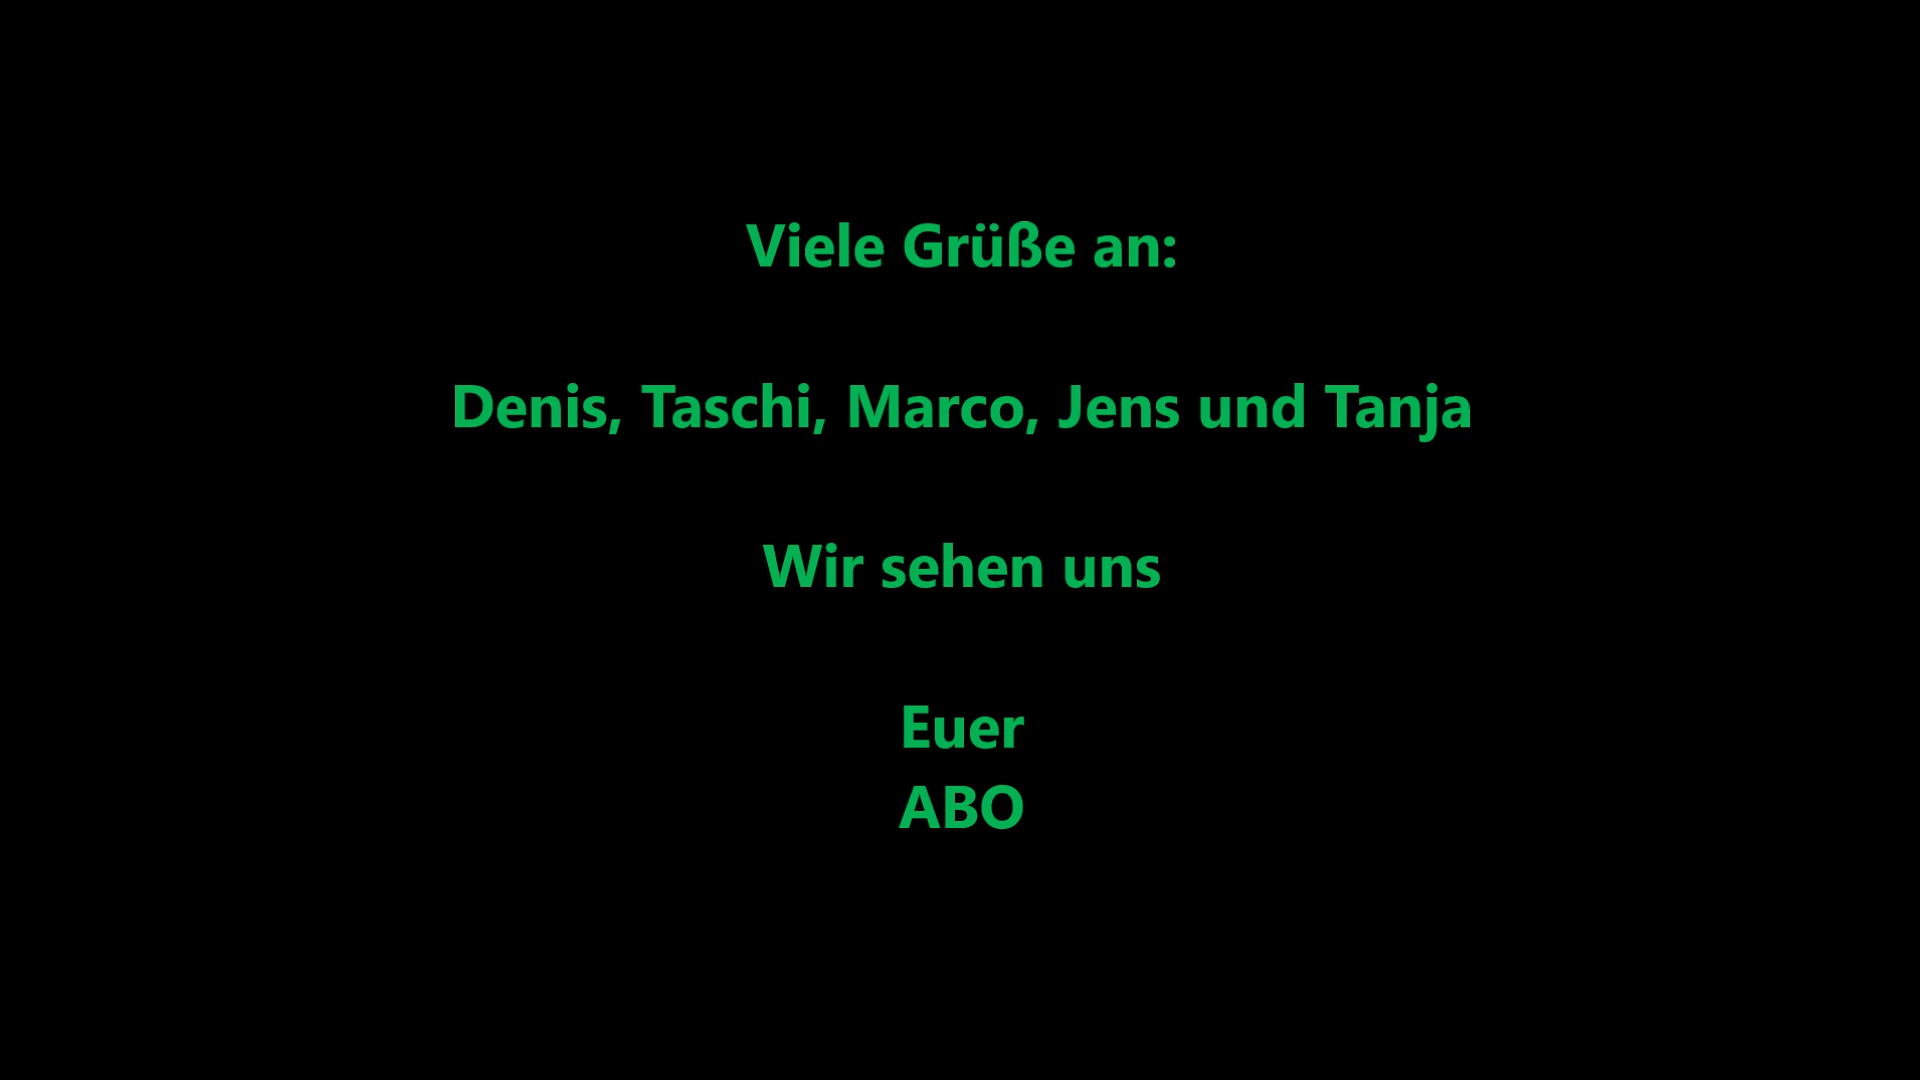 Viele Grüße an:
Denis, Taschi, Marco, Jens und Tanja
Wir sehen uns
Euer
ABO